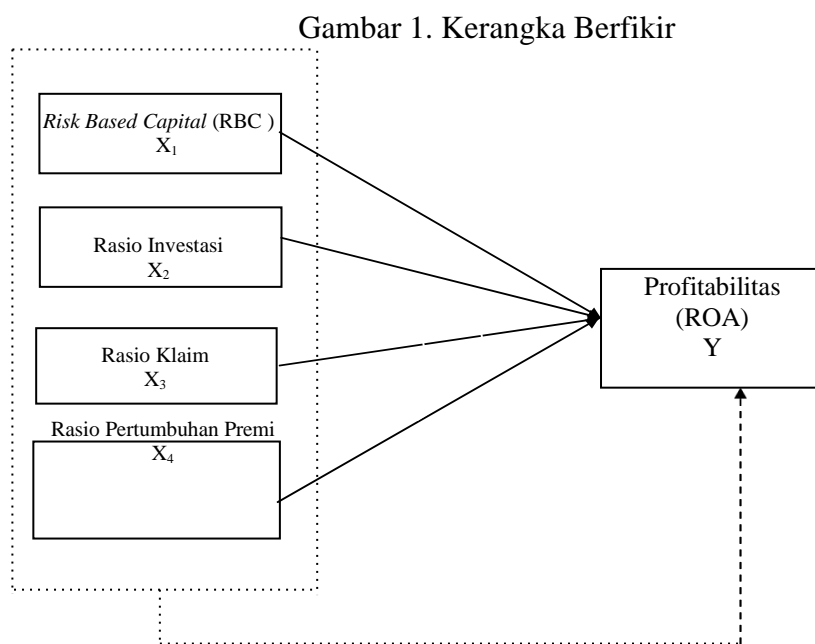 Gambar 1. Kerangka Berfikir
Risk Based Capital (RBC )
X₁
Rasio Investasi
X₂
Rasio Klaim
X₃
Rasio Pertumbuhan Premi
X₄
Profitabilitas
(ROA)
Y